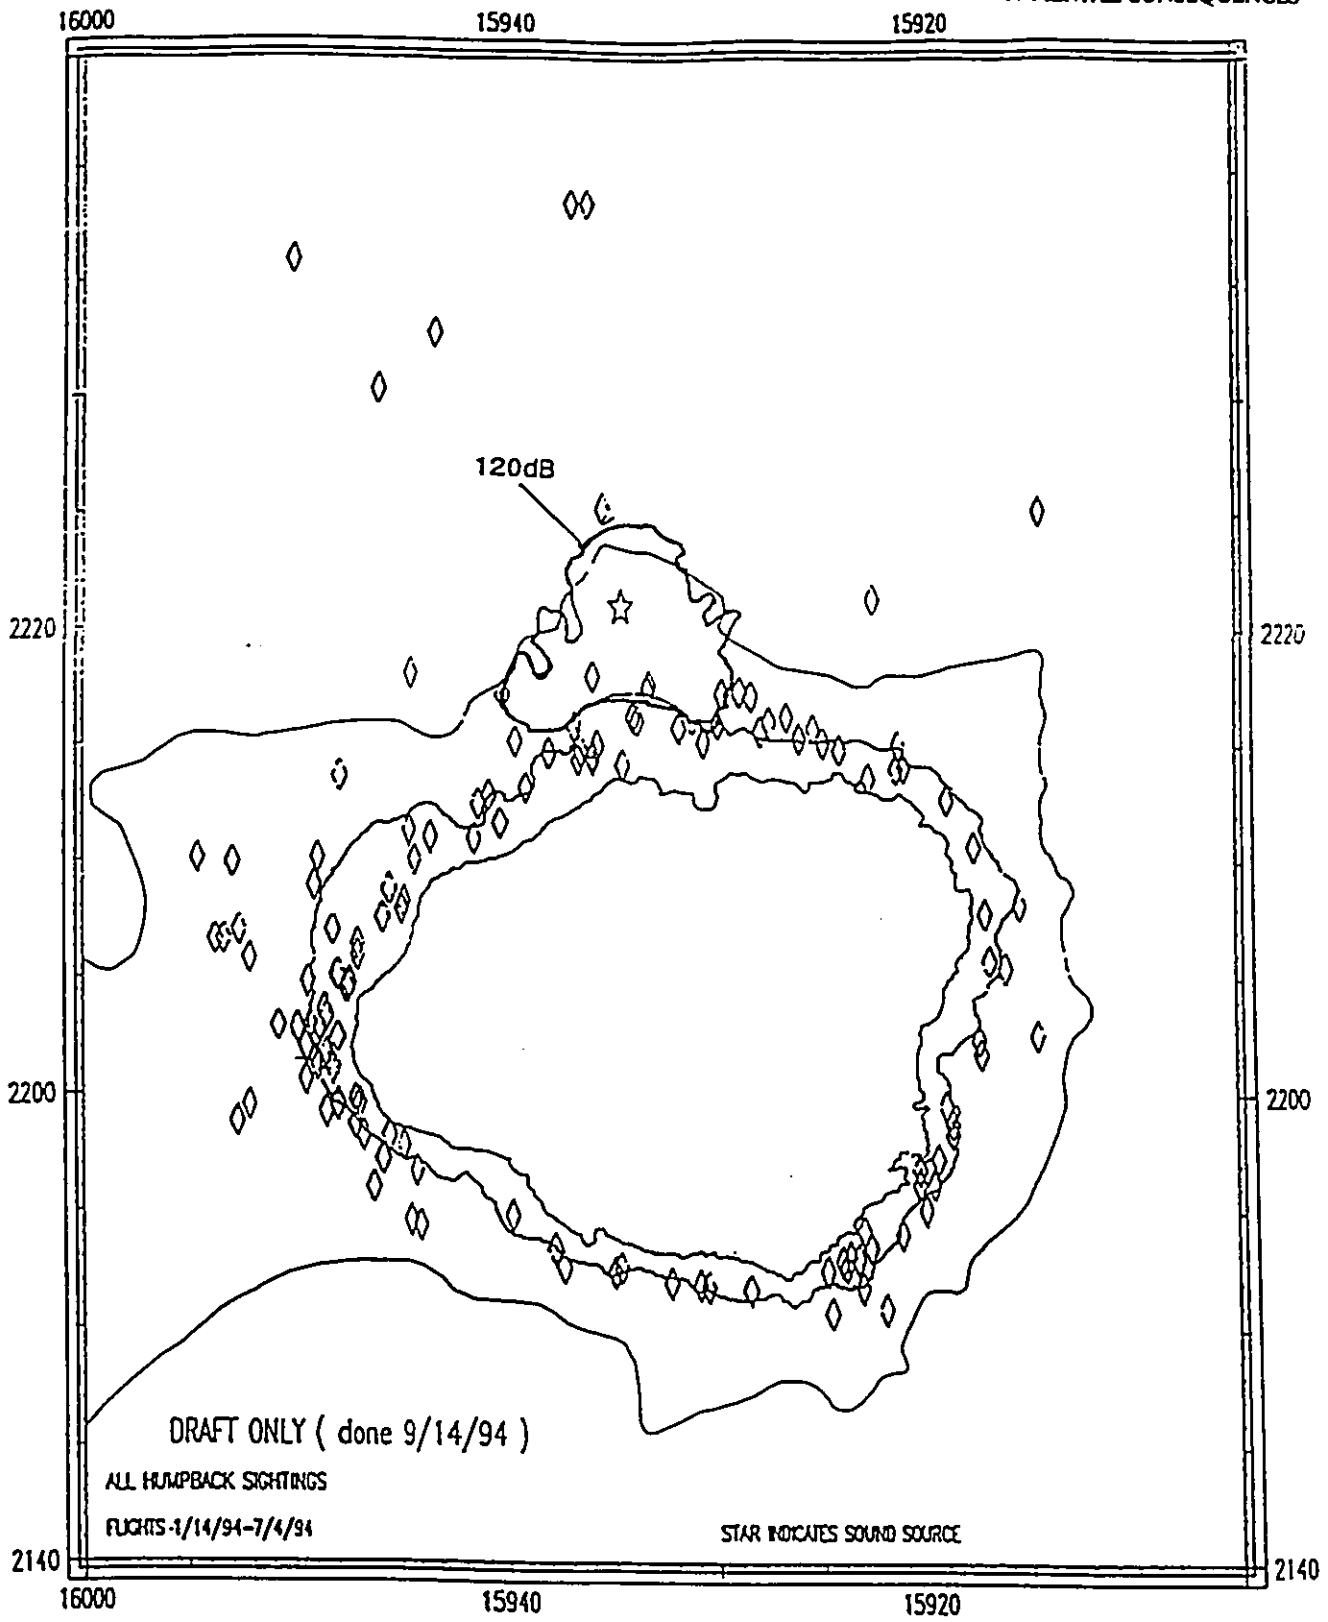 CONSEQUENCES
16000 15940 15920
120dB
2220 2220
2200 2200
DRAFT ONLY ( done 9/14/94 )
ALL HUMPBACK SIGHTINGS
FLIGHTS-1/14/94-7/4/94
STAR INDICATES SOUND SOURCE
2140 2140
16000 15940 15920